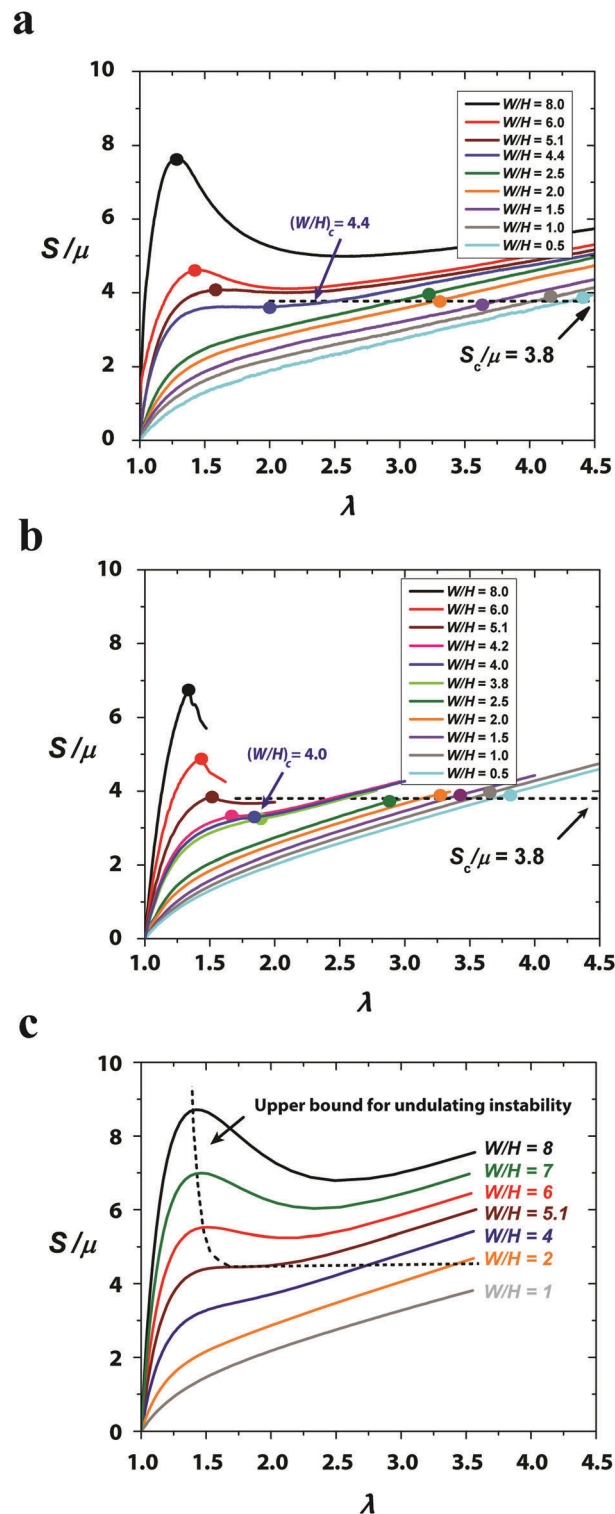 a
10
8
6
4
2
0
S/μ
W/H = 8.0
W/H = 6.0
W/H = 5.1
W/H = 4.4
W/H = 2.5
W/H = 2.0
W/H = 1.5
W/H = 1.0
W/H = 0.5
(W/H)c = 4.4
Sc/μ = 3.8
1.0 1.5 2.0 2.5 3.0 3.5 4.0 4.5
λ
b
10
8
6
4
2
0
S/μ
W/H = 8.0
W/H = 6.0
W/H = 5.1
W/H = 4.2
W/H = 4.0
W/H = 3.8
W/H = 2.5
W/H = 2.0
W/H = 1.5
W/H = 1.0
W/H = 0.5
(W/H)c = 4.0
Sc/μ = 3.8
1.0 1.5 2.0 2.5 3.0 3.5 4.0 4.5
λ
c
10
8
6
4
2
0
S/μ
Upper bound for undulating instability
W/H = 8
W/H = 7
W/H = 6
W/H = 5.1
W/H = 4
W/H = 2
W/H = 1
1.0 1.5 2.0 2.5 3.0 3.5 4.0 4.5
λ